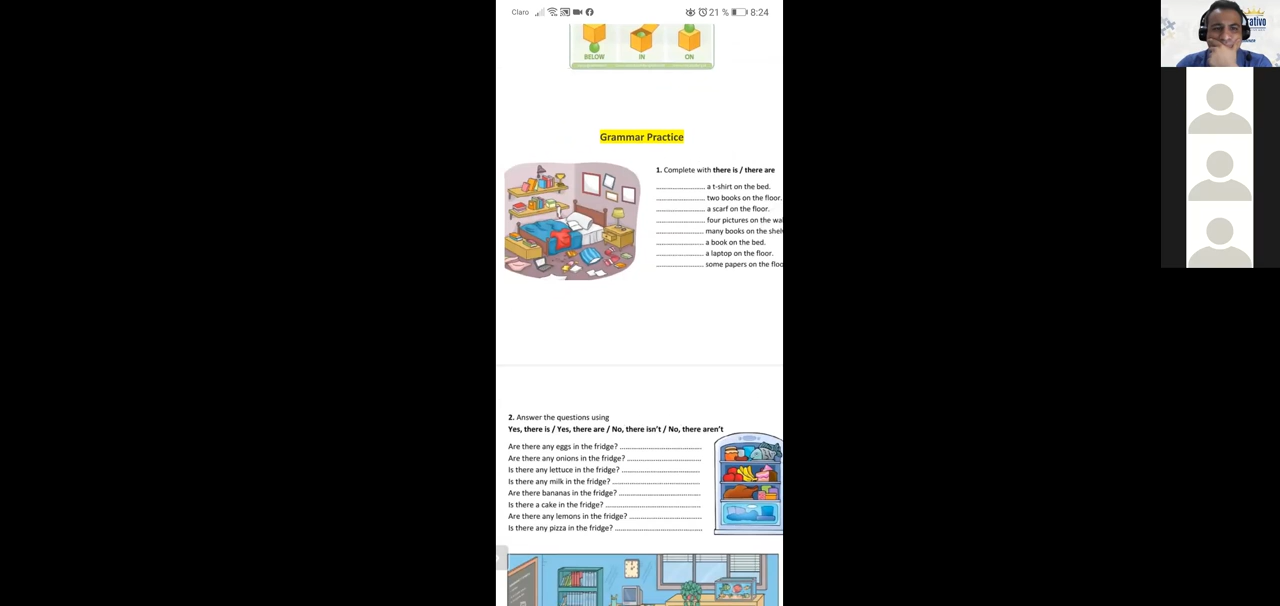 Claro 21 % 8:24
BELOW IN ON
Grammar Practice
1. Complete with there is / there are
........................ a t-shirt on the bed.
........................ two books on the floor.
........................ a scarf on the floor.
........................ four pictures on the wa
........................ many books on the shel
........................ a book on the bed.
........................ a laptop on the floor.
........................ some papers on the floo
2. Answer the questions using
Yes, there is / Yes, there are / No, there isn't / No, there aren't
Are there any eggs in the fridge? ........................................
Are there any onions in the fridge? ....................................
Is there any lettuce in the fridge? ......................................
Is there any milk in the fridge? ...........................................
Are there bananas in the fridge? ........................................
Is there a cake in the fridge? ..............................................
Are there any lemons in the fridge? ...................................
Is there any pizza in the fridge? ..........................................
rativo